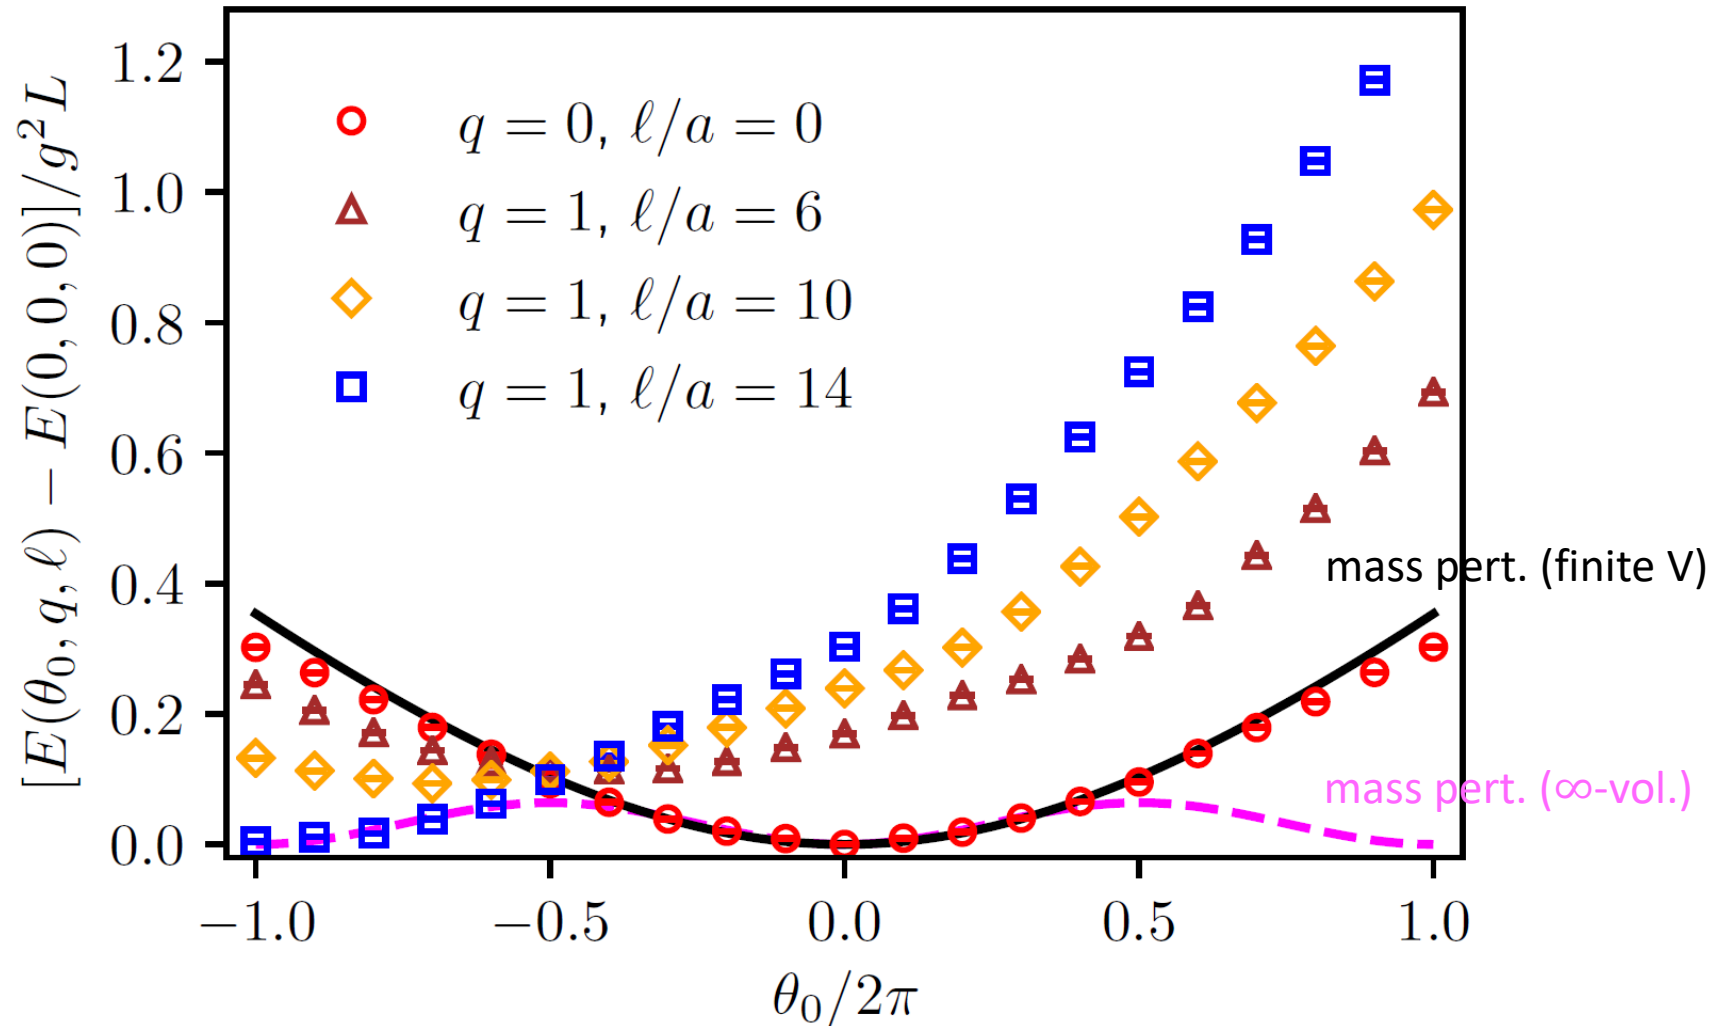 [E(θ₀, q, ℓ) − E(0, 0, 0)]/g²L
1.2
1.0
0.8
0.6
0.4
0.2
0.0
q = 0, ℓ/a = 0
q = 1, ℓ/a = 6
q = 1, ℓ/a = 10
q = 1, ℓ/a = 14
mass pert. (finite V)
mass pert. (∞-vol.)
−1.0 −0.5 0.0 0.5 1.0
θ₀/2π